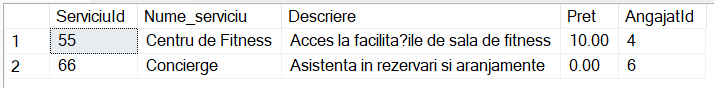 ServiciuId Nume_serviciu Descriere Pret AngajatId
1 55 Centru de Fitness Acces la facilita?ile de sala de fitness 10.00 4
2 66 Concierge Asistenta in rezervari si aranjamente 0.00 6